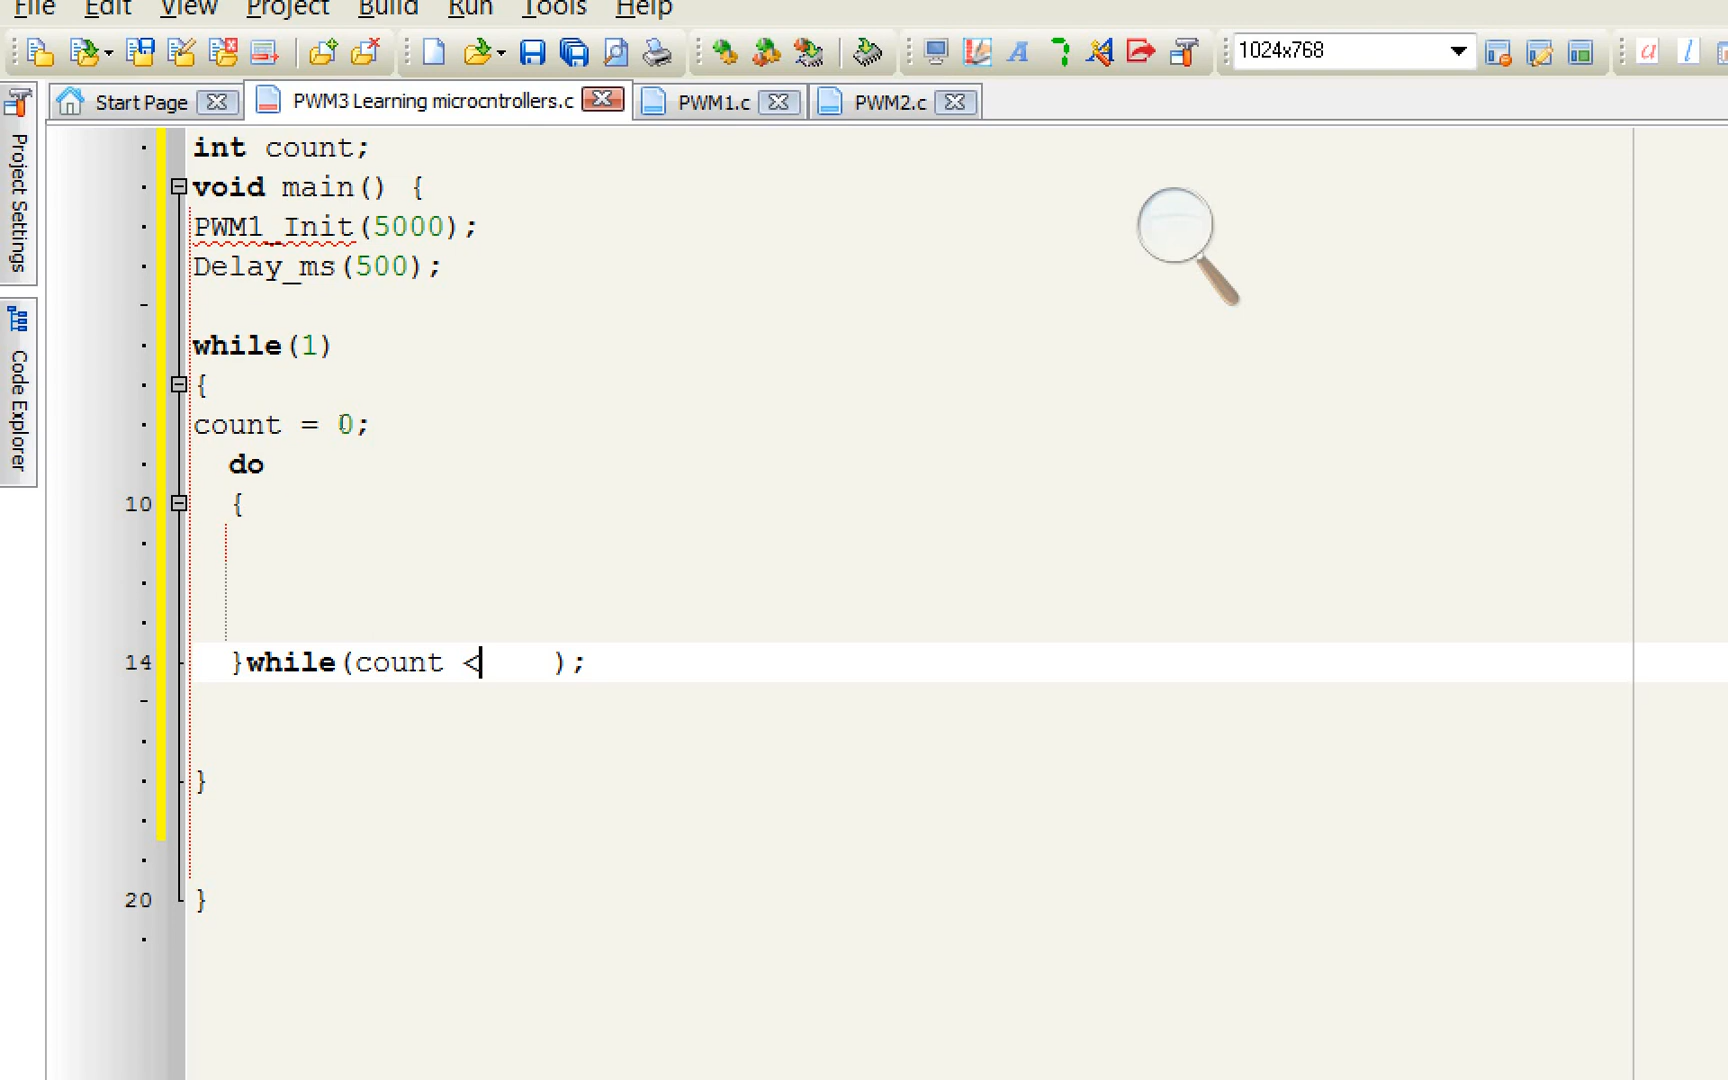 File Edit View Project Build Run Tools Help
1024x768
a l
Start Page PWM3 Learning microcntrollers.c PWM1.c PWM2.c
Project Settings
Code Explorer
int count;
void main() {
PWM1_Init(5000);
Delay_ms(500);
while(1)
{
count = 0;
do
10 {
14 }while(count < );
}
20 }